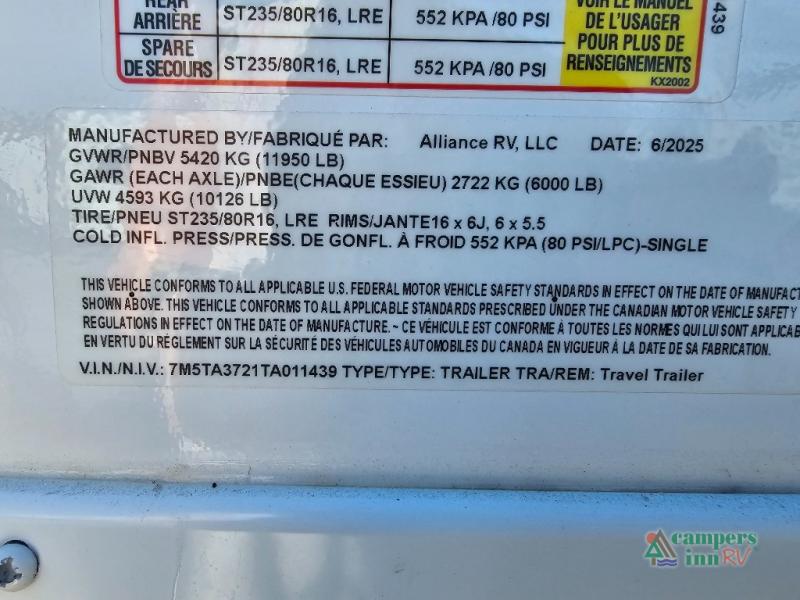 REAR
ARRIÈRE
ST235/80R16, LRE
552 KPA /80 PSI
SPARE
DE SECOURS
ST235/80R16, LRE
552 KPA /80 PSI
VOIR LE MANUEL
DE L'USAGER
POUR PLUS DE
RENSEIGNEMENTS
KX2002
439
MANUFACTURED BY/FABRIQUÉ PAR: Alliance RV, LLC DATE: 6/2025
GVWR/PNBV 5420 KG (11950 LB)
GAWR (EACH AXLE)/PNBE(CHAQUE ESSIEU) 2722 KG (6000 LB)
UVW 4593 KG (10126 LB)
TIRE/PNEU ST235/80R16, LRE RIMS/JANTE16 x 6J, 6 x 5.5
COLD INFL. PRESS/PRESS. DE GONFL. À FROID 552 KPA (80 PSI/LPC)-SINGLE
THIS VEHICLE CONFORMS TO ALL APPLICABLE U.S. FEDERAL MOTOR VEHICLE SAFETY STANDARDS IN EFFECT ON THE DATE OF MANUFACT
SHOWN ABOVE. THIS VEHICLE CONFORMS TO ALL APPLICABLE STANDARDS PRESCRIBED UNDER THE CANADIAN MOTOR VEHICLE SAFETY
REGULATIONS IN EFFECT ON THE DATE OF MANUFACTURE. ~ CE VÉHICULE EST CONFORME À TOUTES LES NORMES QUI LUI SONT APPLICAB
EN VERTU DU RÉGLEMENT SUR LA SÉCURITÉ DES VÉHICULES AUTOMOBILES DU CANADA EN VIGUEUR À LA DATE DE SA FABRICATION.
V.I.N./N.I.V.: 7M5TA3721TA011439 TYPE/TYPE: TRAILER TRA/REM: Travel Trailer
campers
inn RV